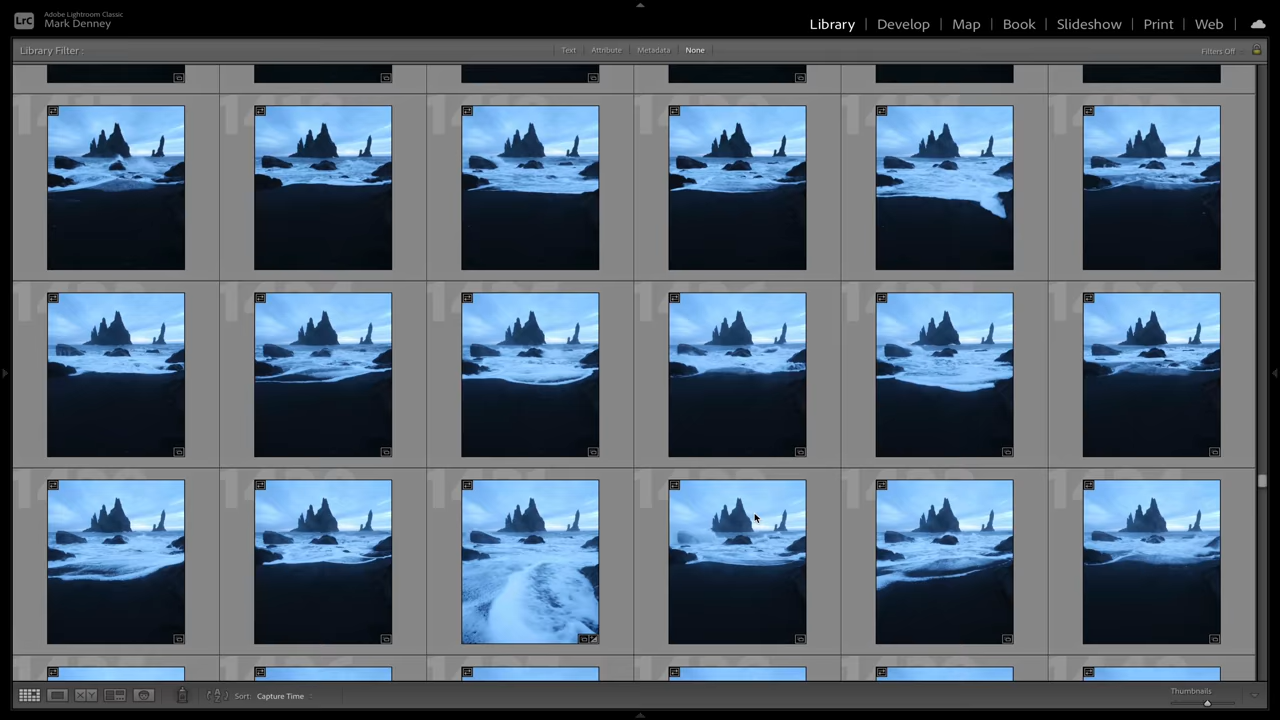 LrC
Adobe Lightroom Classic
Mark Denney
Library | Develop | Map | Book | Slideshow | Print | Web
Library Filter :
Text Attribute Metadata None
Filters Off
Sort: Capture Time
Thumbnails